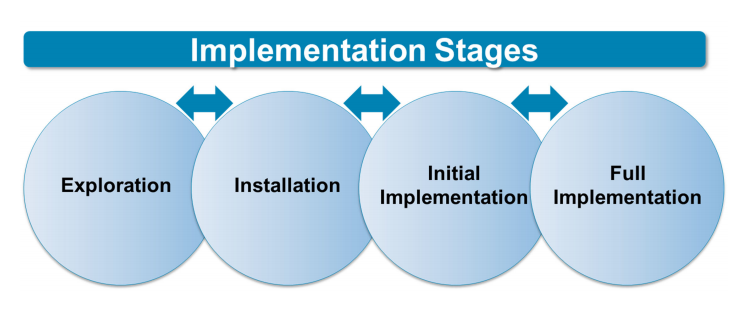 Implementation Stages
Exploration
Installation
Initial
Implementation
Full
Implementation